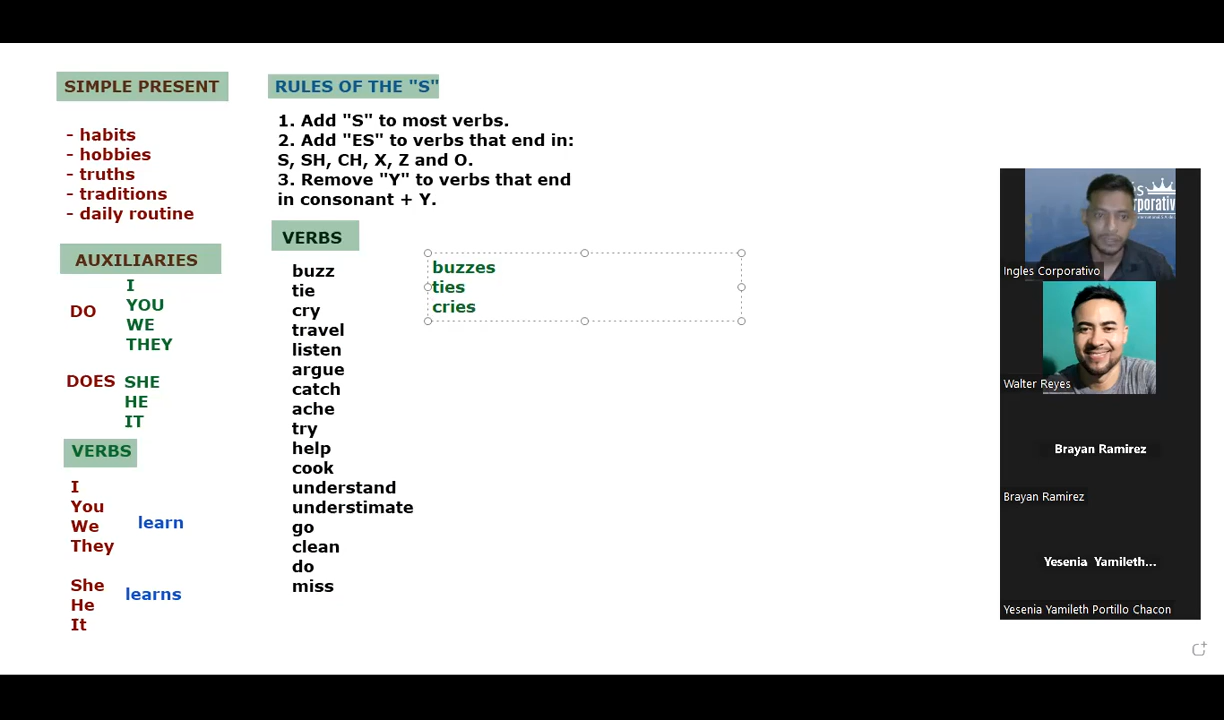 SIMPLE PRESENT
- habits
- hobbies
- truths
- traditions
- daily routine
AUXILIARIES
DO
I
YOU
WE
THEY
DOES
SHE
HE
IT
VERBS
I
You
We
They
learn
She
He
It
learns
RULES OF THE "S"
1. Add "S" to most verbs.
2. Add "ES" to verbs that end in:
S, SH, CH, X, Z and O.
3. Remove "Y" to verbs that end
in consonant + Y.
VERBS
buzz
tie
cry
travel
listen
argue
catch
ache
try
help
cook
understand
understimate
go
clean
do
miss
buzzes
ties
cries
Ingles Corporativo
Walter Reyes
Brayan Ramirez
Brayan Ramirez
Yesenia Yamileth...
Yesenia Yamileth Portillo Chacon